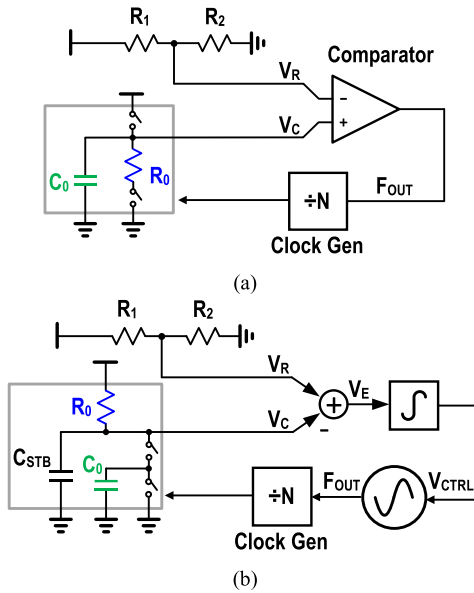 R1
R2
Comparator
VR
−
VC
+
C0
R0
FOUT
÷N
Clock Gen
(a)
R1
R2
VR
R0
VE
VC
+
−
CSTB
C0
FOUT
VCTRL
÷N
Clock Gen
(b)